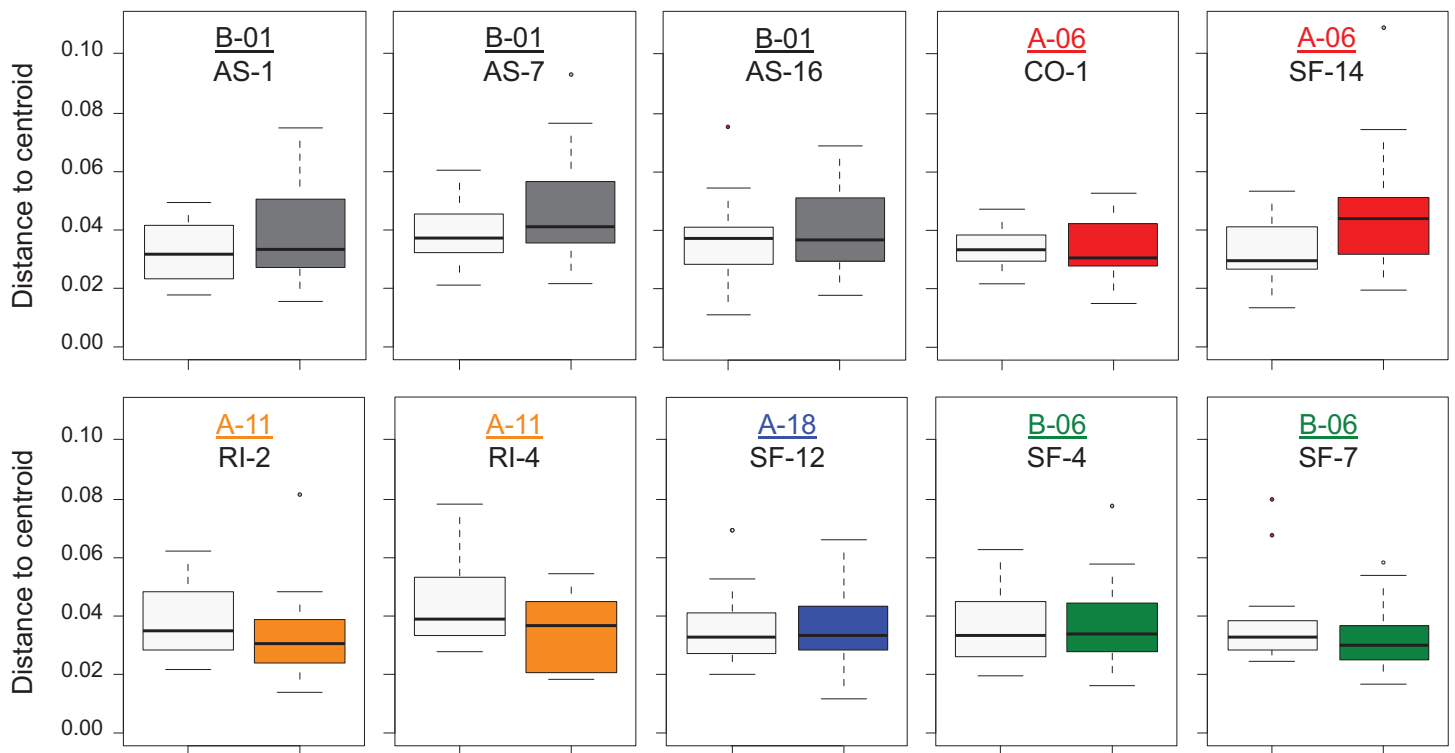 B-01
AS-1
B-01
AS-7
B-01
AS-16
A-06
CO-1
A-06
SF-14
Distance to centroid
0.10
0.08
0.06
0.04
0.02
0.00
A-11
RI-2
A-11
RI-4
A-18
SF-12
B-06
SF-4
B-06
SF-7
Distance to centroid
0.10
0.08
0.06
0.04
0.02
0.00